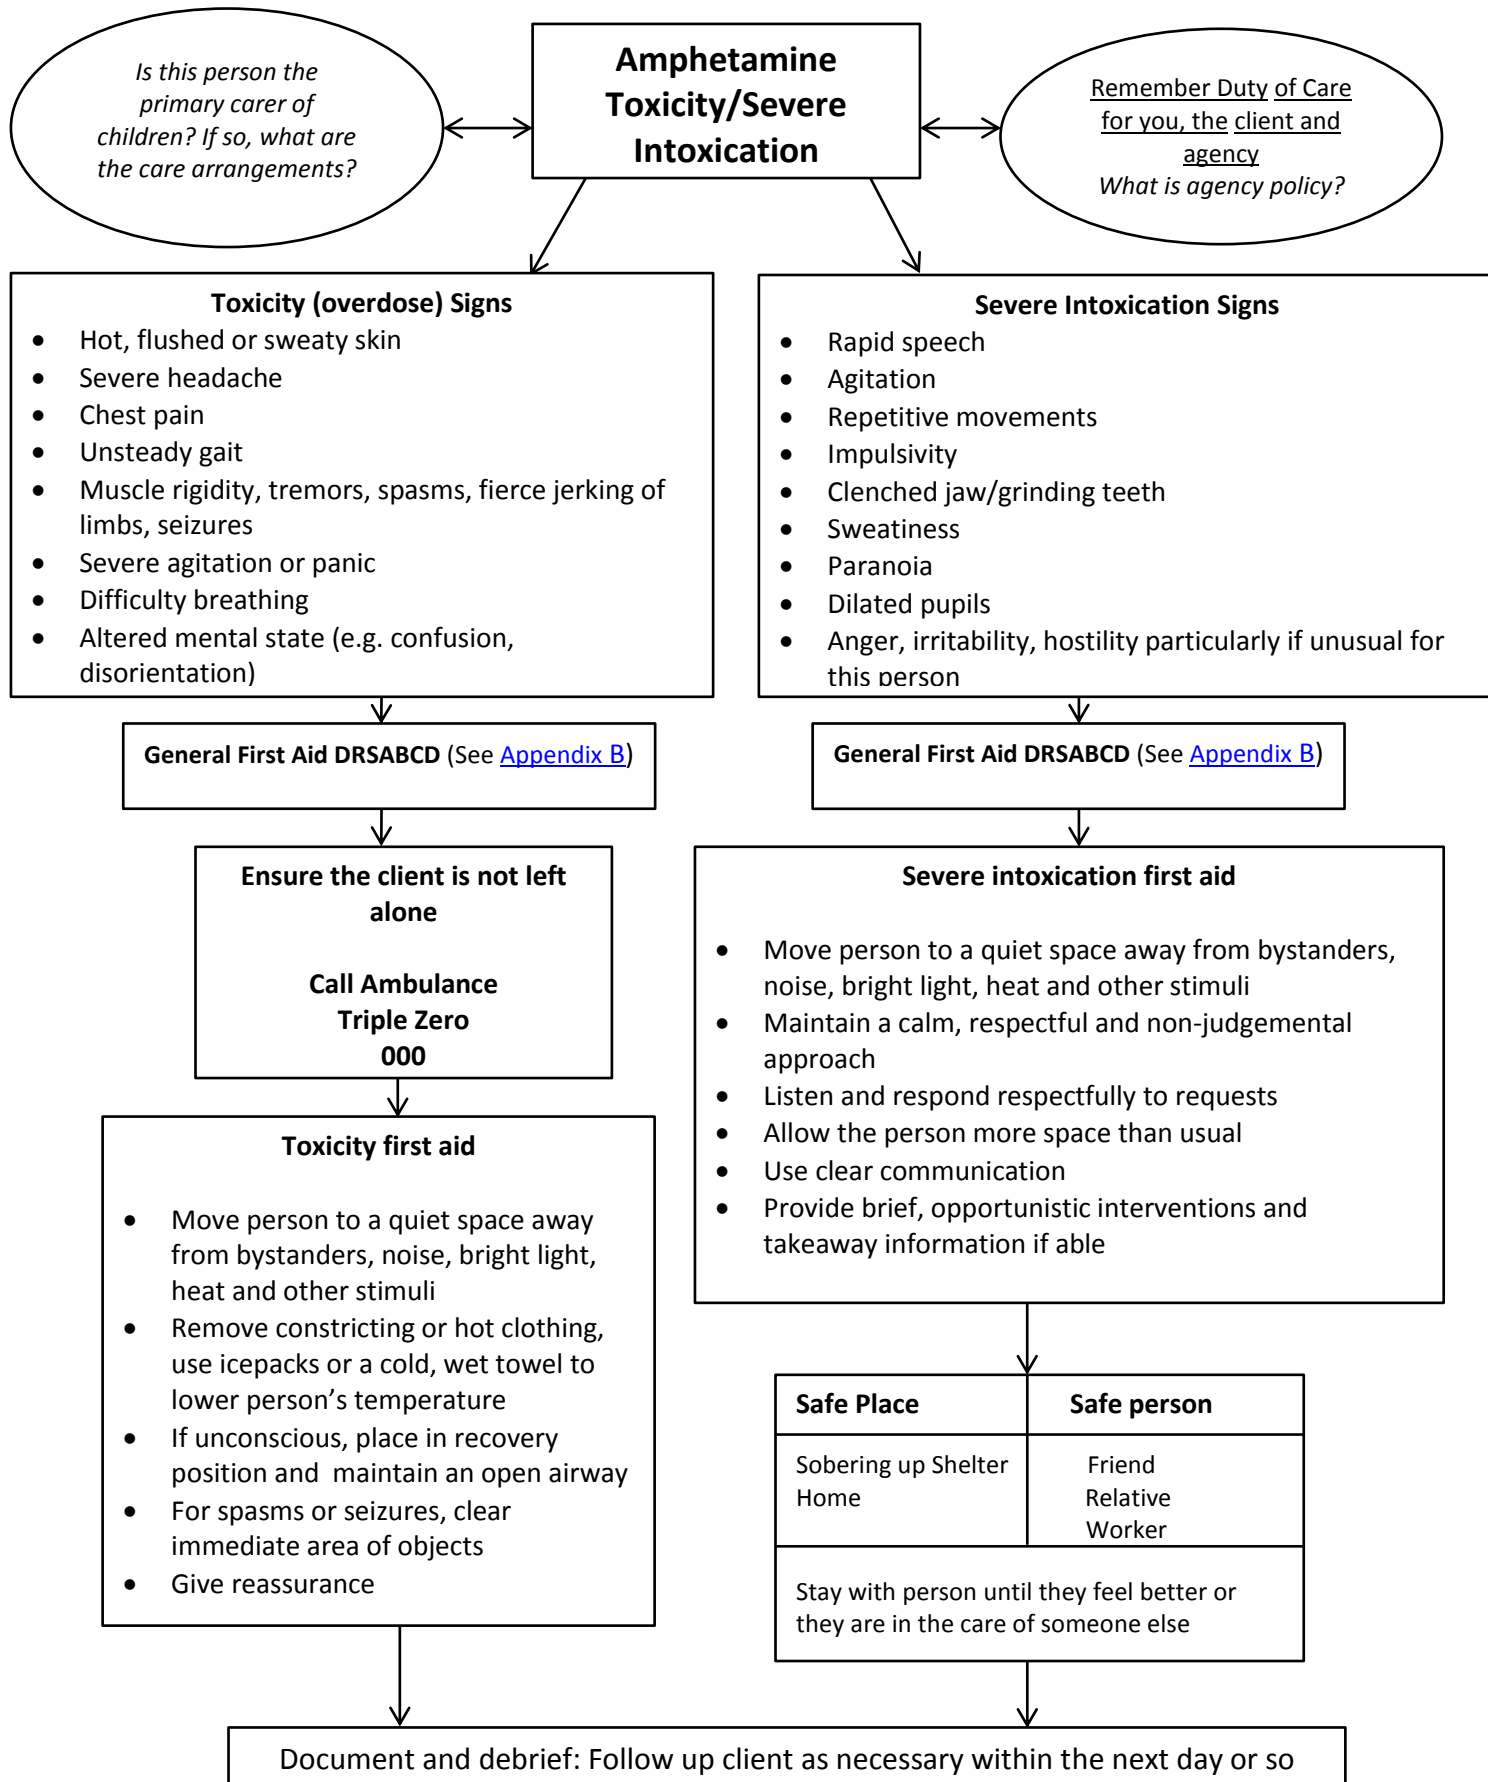 Is this person the
primary carer of
children? If so, what are
the care arrangements?
Amphetamine
Toxicity/Severe
Intoxication
Remember Duty of Care
for you, the client and
agency
What is agency policy?
Toxicity (overdose) Signs
• Hot, flushed or sweaty skin
• Severe headache
• Chest pain
• Unsteady gait
• Muscle rigidity, tremors, spasms, fierce jerking of
limbs, seizures
• Severe agitation or panic
• Difficulty breathing
• Altered mental state (e.g. confusion,
disorientation)
Severe Intoxication Signs
• Rapid speech
• Agitation
• Repetitive movements
• Impulsivity
• Clenched jaw/grinding teeth
• Sweatiness
• Paranoia
• Dilated pupils
• Anger, irritability, hostility particularly if unusual for
this person
General First Aid DRSABCD (See Appendix B)
General First Aid DRSABCD (See Appendix B)
Ensure the client is not left
alone
Call Ambulance
Triple Zero
000
Toxicity first aid
• Move person to a quiet space away
from bystanders, noise, bright light,
heat and other stimuli
• Remove constricting or hot clothing,
use icepacks or a cold, wet towel to
lower person’s temperature
• If unconscious, place in recovery
position and maintain an open airway
• For spasms or seizures, clear
immediate area of objects
• Give reassurance
Severe intoxication first aid
• Move person to a quiet space away from bystanders,
noise, bright light, heat and other stimuli
• Maintain a calm, respectful and non-judgemental
approach
• Listen and respond respectfully to requests
• Allow the person more space than usual
• Use clear communication
• Provide brief, opportunistic interventions and
takeaway information if able
Safe Place
Safe person
Sobering up Shelter
Home
Friend
Relative
Worker
Stay with person until they feel better or
they are in the care of someone else
Document and debrief: Follow up client as necessary within the next day or so